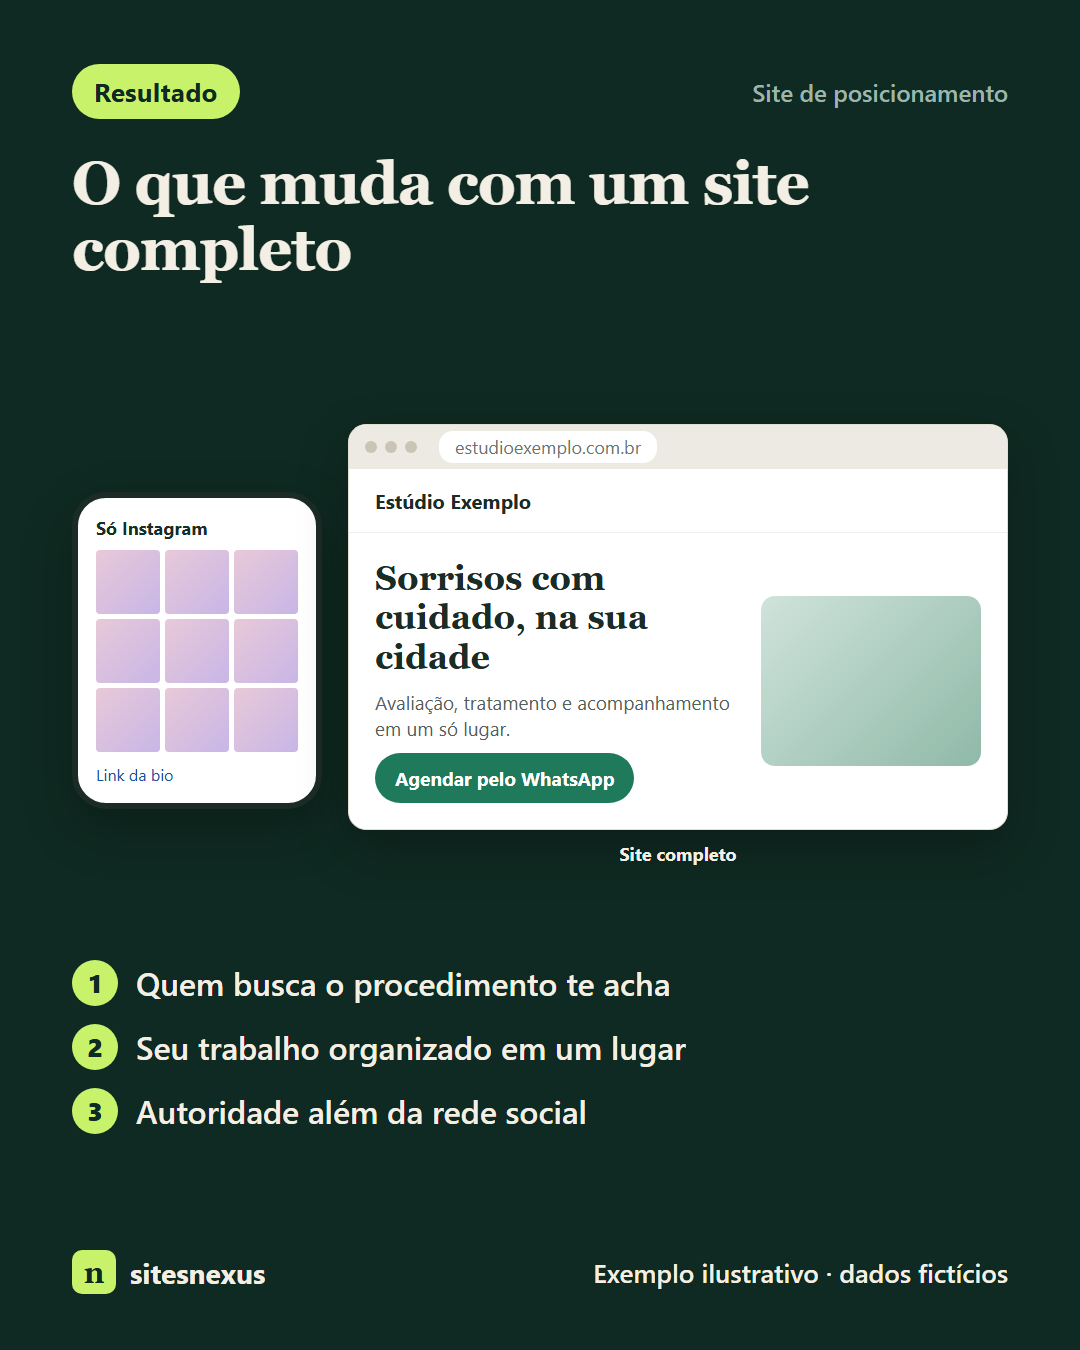 Resultado
Site de posicionamento
O que muda com um site
completo
estudioexemplo.com.br
Estúdio Exemplo
Só Instagram
Sorrisos com
cuidado, na sua
cidade
Avaliação, tratamento e acompanhamento
em um só lugar.
Agendar pelo WhatsApp
Link da bio
Site completo
1 Quem busca o procedimento te acha
2 Seu trabalho organizado em um lugar
3 Autoridade além da rede social
n sitesnexus
Exemplo ilustrativo · dados fictícios